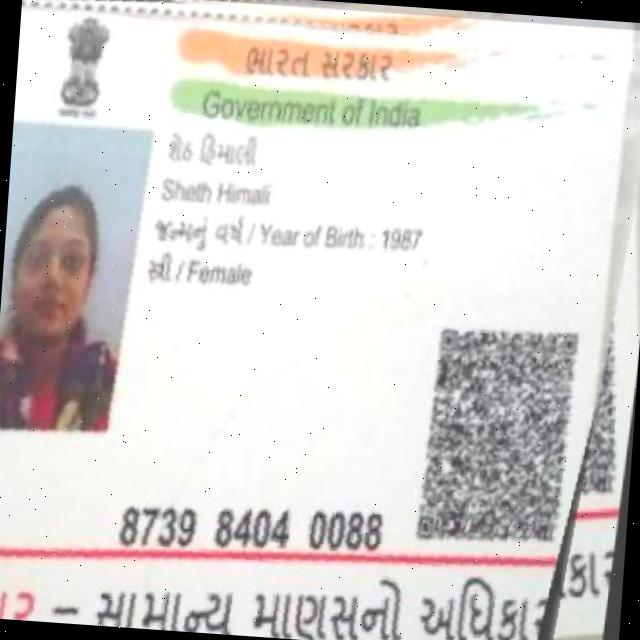 ભારત સરકાર
Government of India
શેઠ હિમાલી
Sheth Himali
જન્મનું વર્ષ / Year of Birth : 1987
સ્ત્રી / Female
8739 8404 0088
– સામાન્ય માણસનો અધિકાર